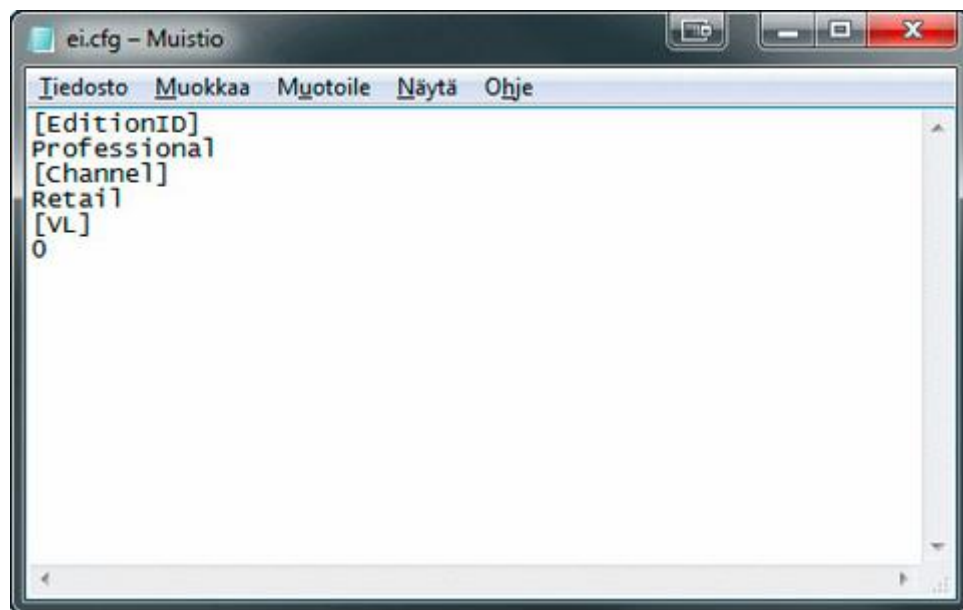 ei.cfg – Muistio
Tiedosto Muokkaa Muotoile Näytä Ohje
[EditionID]
Professional
[Channel]
Retail
[VL]
0